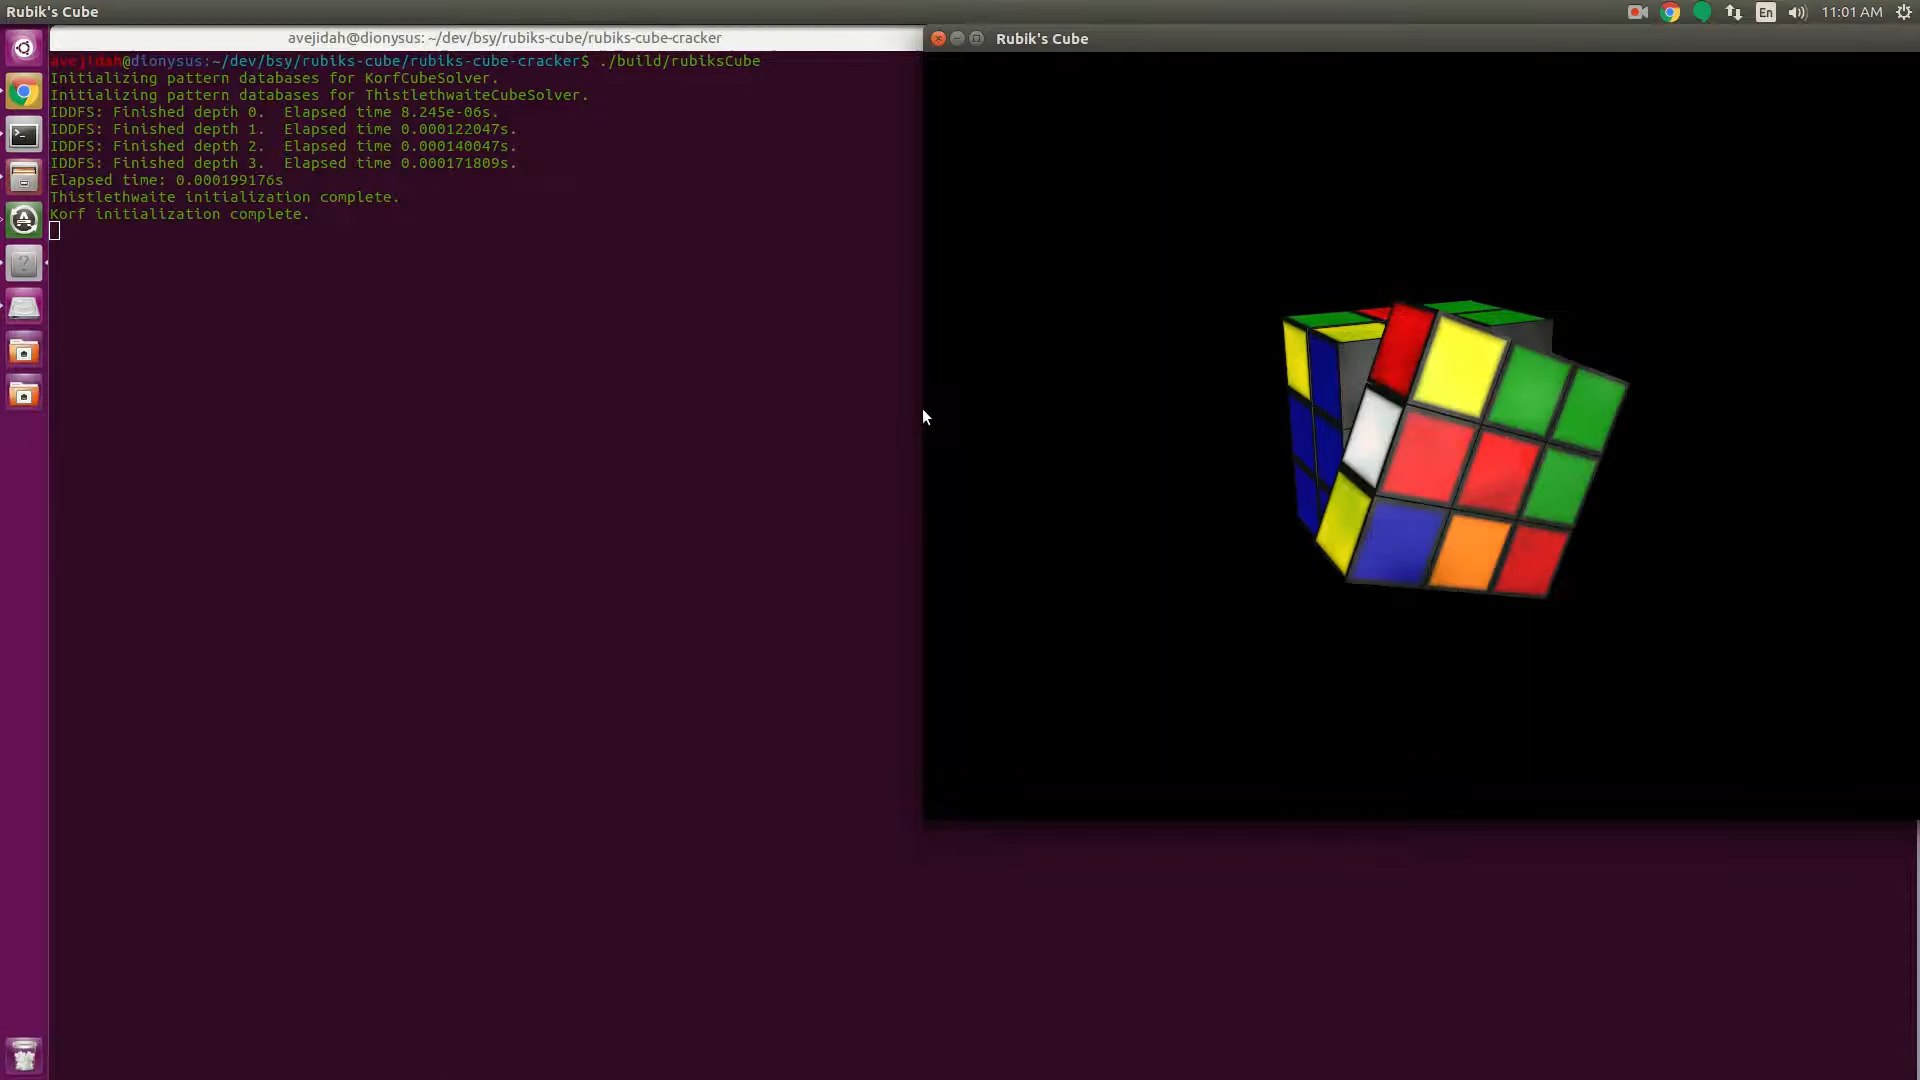 Rubik's Cube
En
11:01 AM
avejidah@dionysus: ~/dev/bsy/rubiks-cube/rubiks-cube-cracker
Rubik's Cube
avejidah@dionysus:~/dev/bsy/rubiks-cube/rubiks-cube-cracker$ ./build/rubiksCube
Initializing pattern databases for KorfCubeSolver.
Initializing pattern databases for ThistlethwaiteCubeSolver.
IDDFS: Finished depth 0.  Elapsed time 8.245e-06s.
IDDFS: Finished depth 1.  Elapsed time 0.000122047s.
IDDFS: Finished depth 2.  Elapsed time 0.000140047s.
IDDFS: Finished depth 3.  Elapsed time 0.000171809s.
Elapsed time: 0.000199176s
Thistlethwaite initialization complete.
Korf initialization complete.